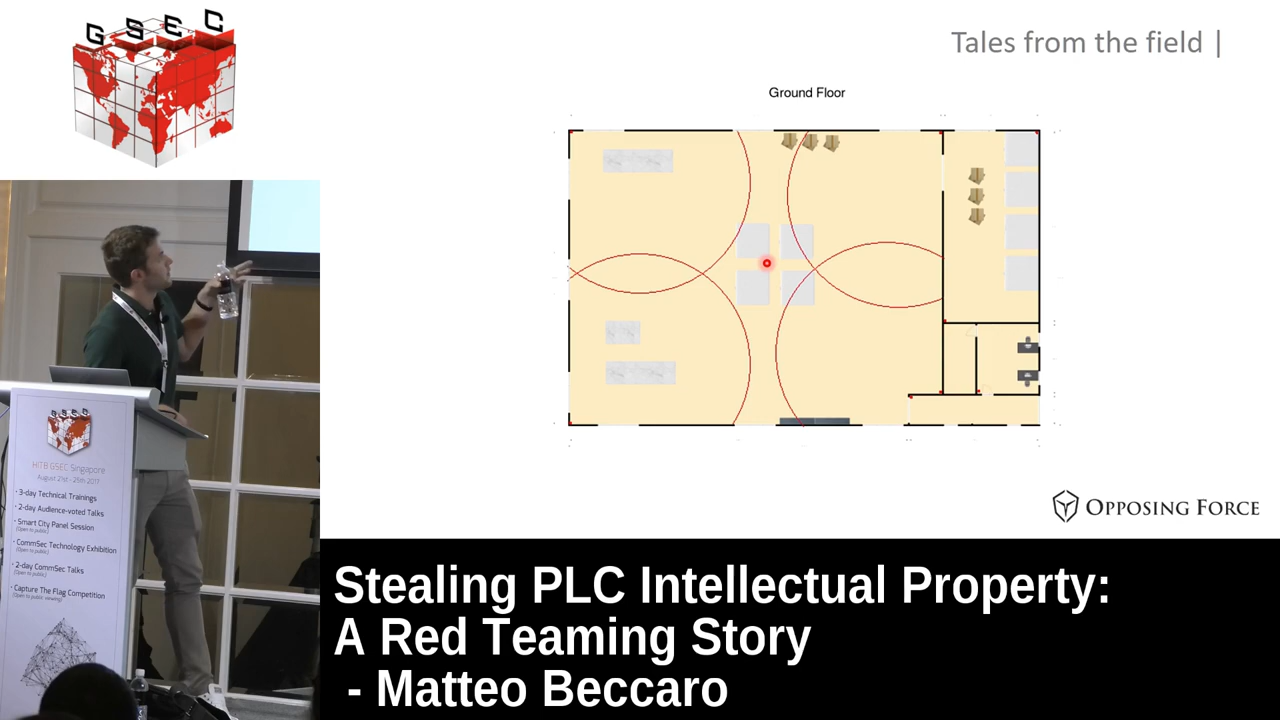 GSEC
Tales from the field |
Ground Floor
GSEC
HITB GSEC Singapore
August 21st - 25th 2017
• 3-day Technical Trainings
• 2-day Audience-voted Talks
• Smart City Panel Session
(Open to public)
• CommSec Technology Exhibition
(Open to public)
• 2-day CommSec Talks
(Open to public)
• Capture The Flag Competition
(Open to public viewing)
OPPOSING FORCE
Stealing PLC Intellectual Property:
A Red Teaming Story
- Matteo Beccaro